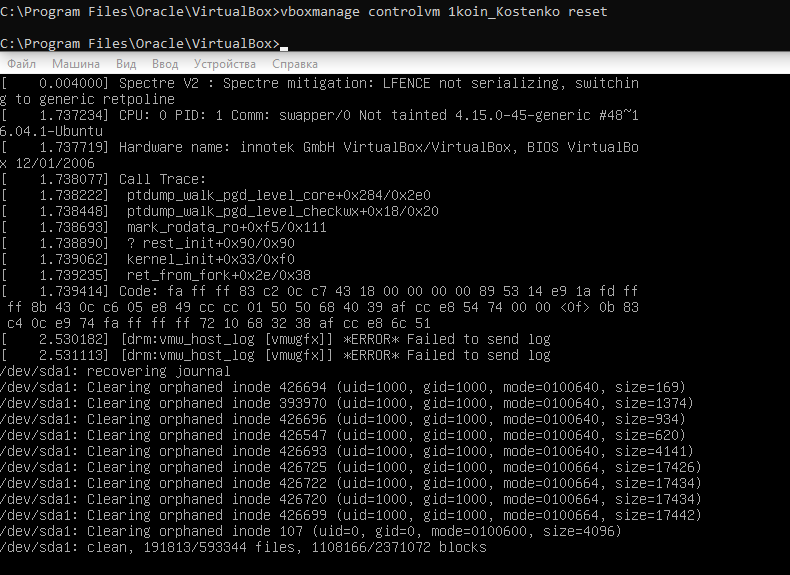 C:\Program Files\Oracle\VirtualBox>vboxmanage controlvm 1koin_Kostenko reset
C:\Program Files\Oracle\VirtualBox>
Файл Машина Вид Ввод Устройства Справка
[    0.004000] Spectre V2 : Spectre mitigation: LFENCE not serializing, switchin
g to generic retpoline
[    1.737234] CPU: 0 PID: 1 Comm: swapper/0 Not tainted 4.15.0-45-generic #48~1
6.04.1-Ubuntu
[    1.737719] Hardware name: innotek GmbH VirtualBox/VirtualBox, BIOS VirtualBo
x 12/01/2006
[    1.738077] Call Trace:
[    1.738222]  ptdump_walk_pgd_level_core+0x284/0x2e0
[    1.738448]  ptdump_walk_pgd_level_checkwx+0x18/0x20
[    1.738693]  mark_rodata_ro+0xf5/0x111
[    1.738890]  ? rest_init+0x90/0x90
[    1.739062]  kernel_init+0x33/0xf0
[    1.739235]  ret_from_fork+0x2e/0x38
[    1.739414] Code: fa ff ff 83 c2 0c c7 43 18 00 00 00 00 89 53 14 e9 1a fd ff
 ff 8b 43 0c c6 05 e8 49 cc cc 01 50 50 68 40 39 af cc e8 54 74 00 00 <0f> 0b 83
 c4 0c e9 74 fa ff ff ff 72 10 68 32 38 af cc e8 6c 51
[    2.530182] [drm:vmw_host_log [vmwgfx]] *ERROR* Failed to send log
[    2.531113] [drm:vmw_host_log [vmwgfx]] *ERROR* Failed to send log
/dev/sda1: recovering journal
/dev/sda1: Clearing orphaned inode 426694 (uid=1000, gid=1000, mode=0100640, size=169)
/dev/sda1: Clearing orphaned inode 393970 (uid=1000, gid=1000, mode=0100640, size=1374)
/dev/sda1: Clearing orphaned inode 426696 (uid=1000, gid=1000, mode=0100640, size=934)
/dev/sda1: Clearing orphaned inode 426547 (uid=1000, gid=1000, mode=0100640, size=620)
/dev/sda1: Clearing orphaned inode 426693 (uid=1000, gid=1000, mode=0100640, size=4141)
/dev/sda1: Clearing orphaned inode 426725 (uid=1000, gid=1000, mode=0100664, size=17426)
/dev/sda1: Clearing orphaned inode 426722 (uid=1000, gid=1000, mode=0100664, size=17434)
/dev/sda1: Clearing orphaned inode 426720 (uid=1000, gid=1000, mode=0100664, size=17434)
/dev/sda1: Clearing orphaned inode 426699 (uid=1000, gid=1000, mode=0100664, size=17442)
/dev/sda1: Clearing orphaned inode 107 (uid=0, gid=0, mode=0100600, size=4096)
/dev/sda1: clean, 191813/593344 files, 1108166/2371072 blocks